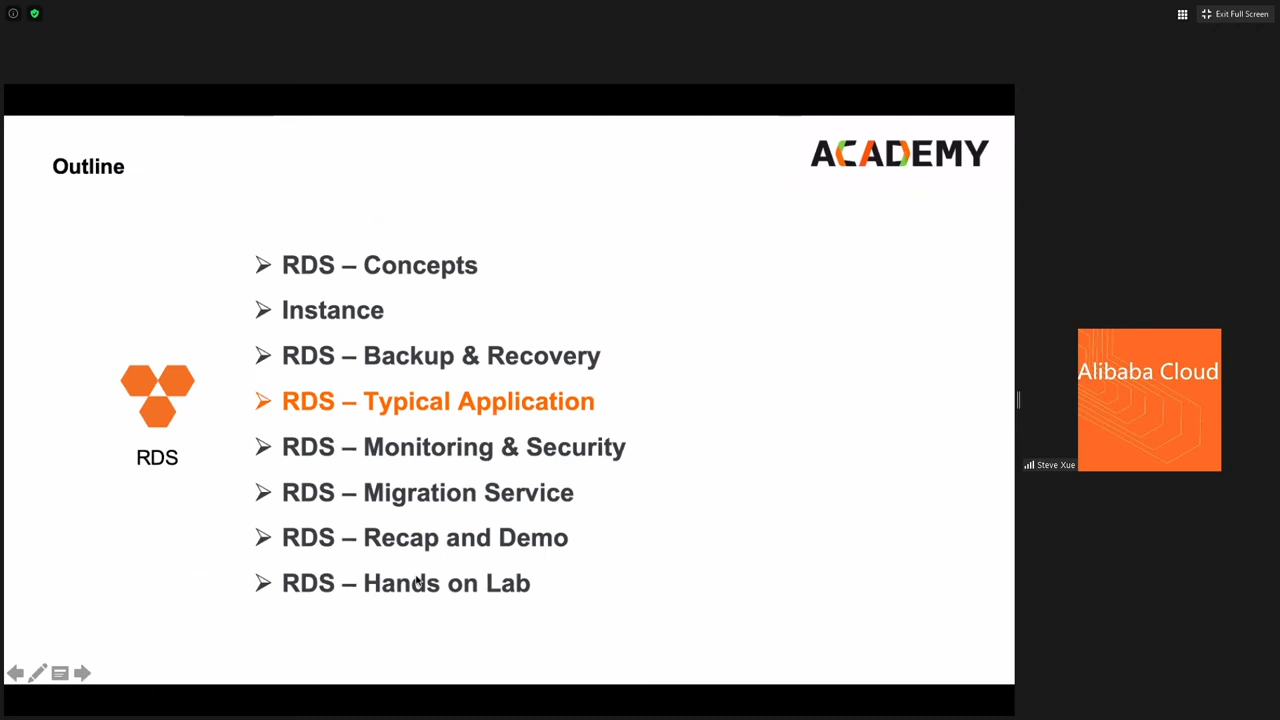 Exit Full Screen
Outline
ACADEMY
RDS – Concepts
Instance
RDS – Backup & Recovery
RDS – Typical Application
RDS – Monitoring & Security
RDS – Migration Service
RDS – Recap and Demo
RDS – Hands on Lab
RDS
Alibaba Cloud
Steve Xue